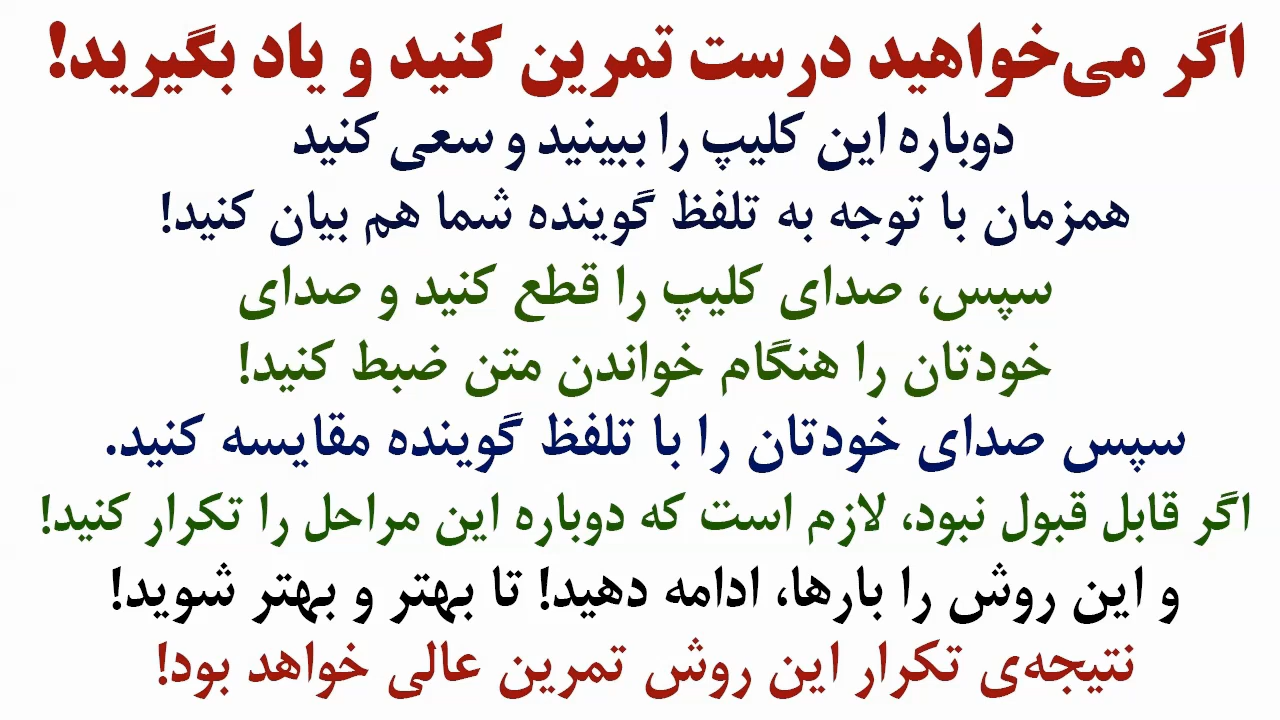 اگر می‌خواهید درست تمرین کنید و یاد بگیرید!
دوباره این کلیپ را ببینید و سعی کنید
همزمان با توجه به تلفظ گوینده شما هم بیان کنید!
سپس، صدای کلیپ را قطع کنید و صدای
خودتان را هنگام خواندن متن ضبط کنید!
سپس صدای خودتان را با تلفظ گوینده مقایسه کنید.
اگر قابل قبول نبود، لازم است که دوباره این مراحل را تکرار کنید!
و این روش را بارها، ادامه دهید! تا بهتر و بهتر شوید!
نتیجه‌ی تکرار این روش تمرین عالی خواهد بود!